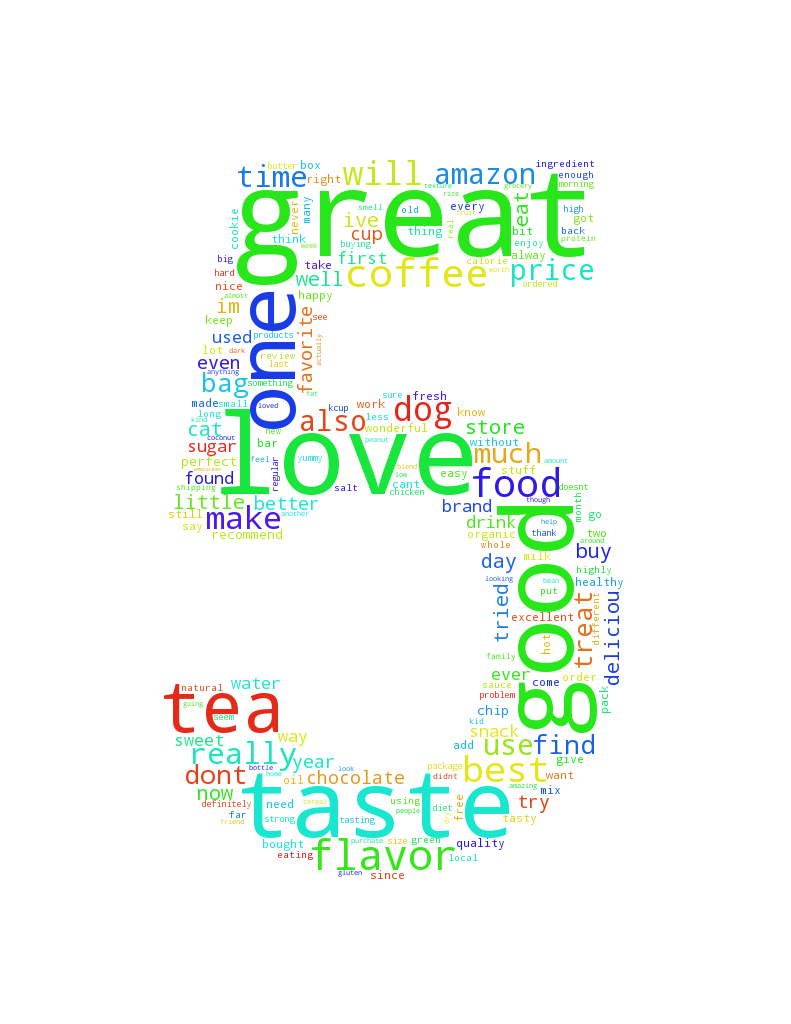 butter box ingredient
time right will amazon enough
texture grocery morning
great
rice
cookie never many smell old every real fruit eat high got
ive thing bit back
think cup buying enjoy protein
week first alway
big take well calorie
hard coffee worth price
nice ordered
almost happy
im see
keep
one
used products favorite actually
lot dark review
even last
anything
bag something fat
made small loved sure fresh
long kcup work dog know
kind also less
cat new wonderful store
coconut love peanut without
sugar bar easy much
perfect feel yummy blend stuff amount
low
found regular salt cant food doesnt
shipping chicken
little better brand though month
still make another drink go
say help
recommend organic thank two
whole around
day milk buy
highly
looking bean healthy
tried put
good
excellent treat different deliciou
hot
family
ever
natural water sauce come order
tea problem pack
going chip
seem kid
sweet way snack
really year add use find
bottle look give
dont home oil chocolate package best want
didnt amazing
now cereal using mix
definitely need people diet dry free try
far taste
friend strong tasting tasty
bought purchase size green quality
eating flavor local
gluten since